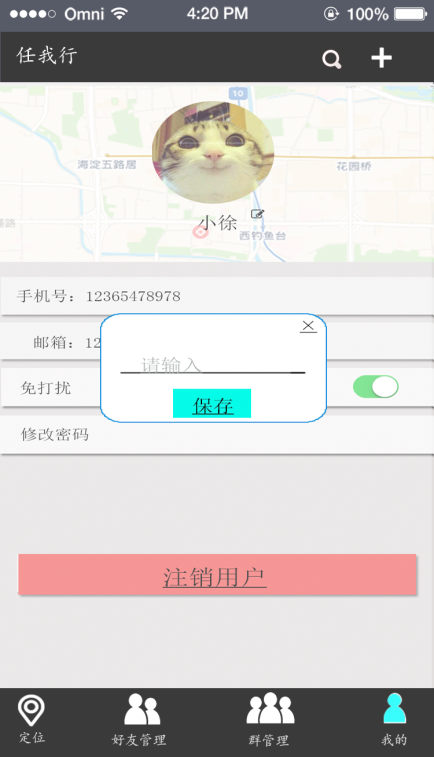 Omni 4:20 PM 100%
任我行
10
海淀五路居
花园桥
小徐
西钓鱼台
手机号：12365478978
邮箱：12
请输入
保存
免打扰
修改密码
注销用户
定位 好友管理 群管理 我的